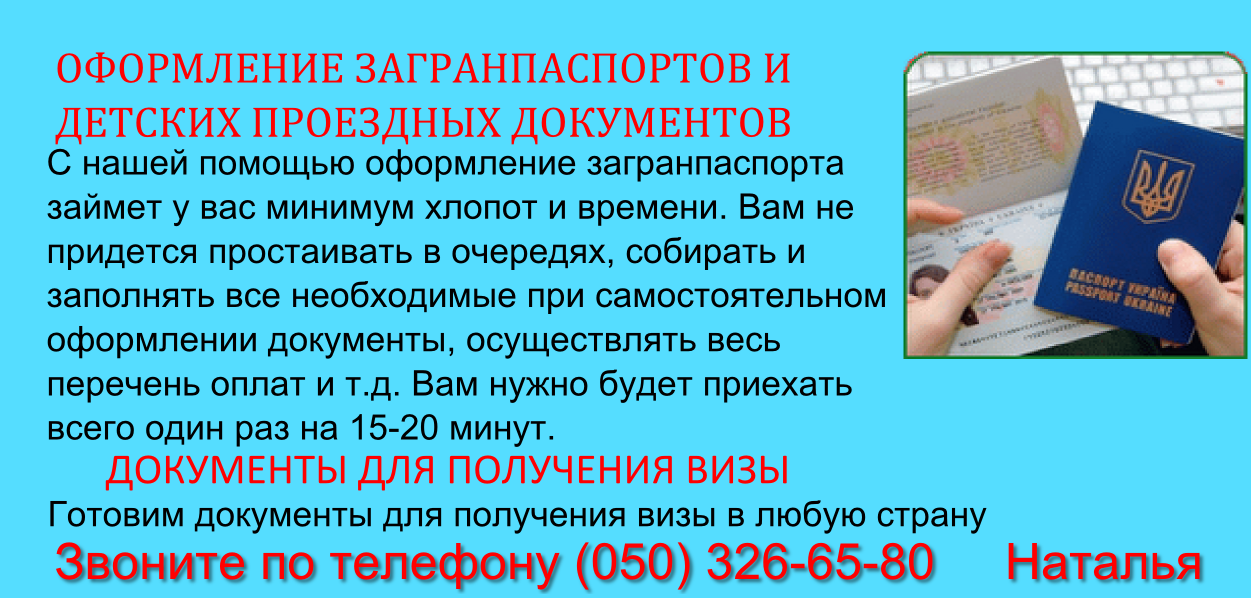 ОФОРМЛЕНИЕ ЗАГРАНПАСПОРТОВ И
ДЕТСКИХ ПРОЕЗДНЫХ ДОКУМЕНТОВ
С нашей помощью оформление загранпаспорта
займет у вас минимум хлопот и времени. Вам не
придется простаивать в очередях, собирать и
заполнять все необходимые при самостоятельном
оформлении документы, осуществлять весь
перечень оплат и т.д. Вам нужно будет приехать
всего один раз на 15-20 минут.
ДОКУМЕНТЫ ДЛЯ ПОЛУЧЕНИЯ ВИЗЫ
Готовим документы для получения визы в любую страну
Звоните по телефону (050) 326-65-80 Наталья
ПАСПОРТ УКРАЇНА
PASSPORT UKRAINE